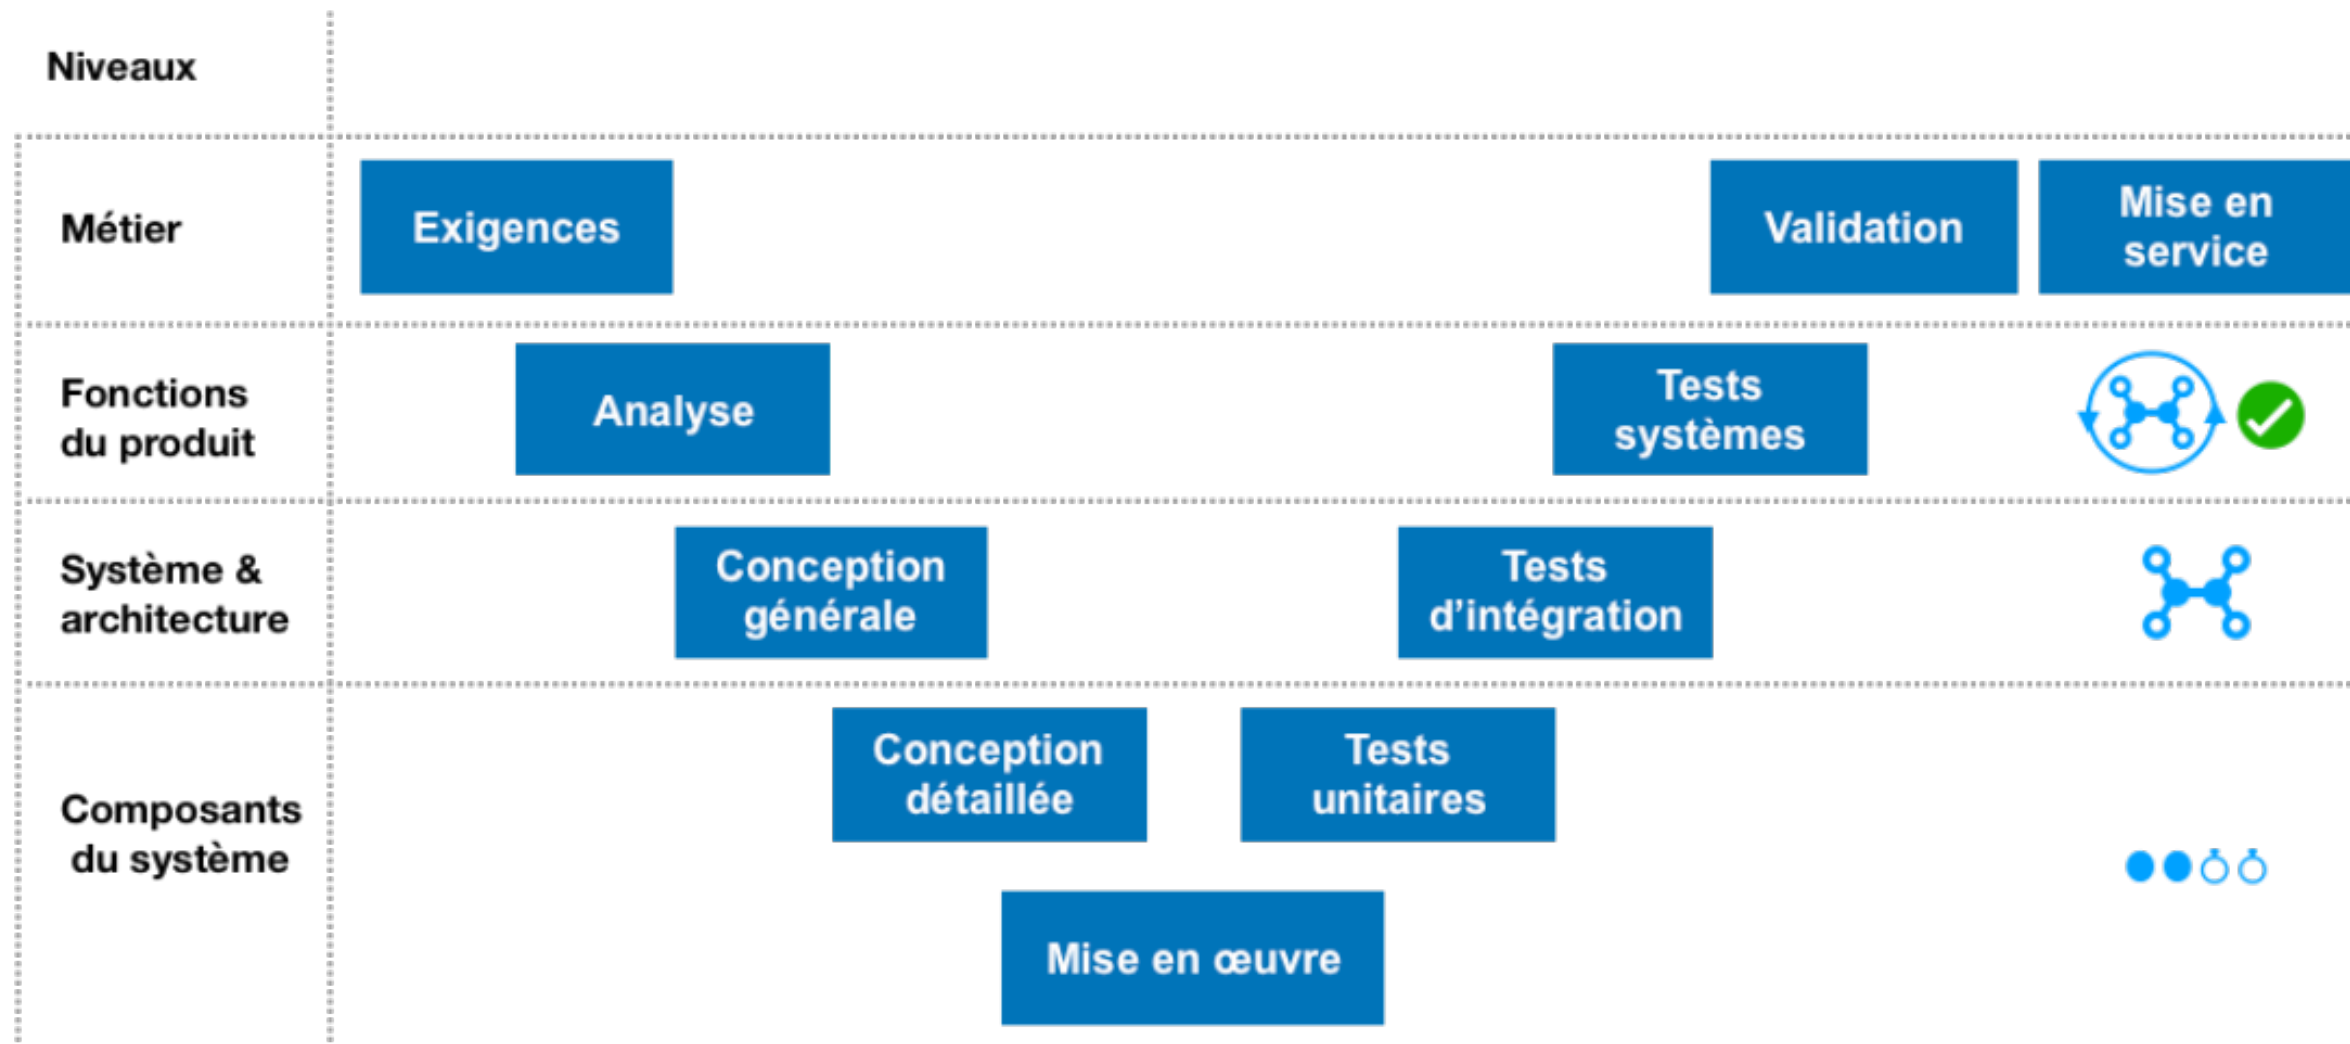 Niveaux
Métier
Exigences
Validation
Mise en
service
Fonctions
du produit
Analyse
Tests
systèmes
Système &
architecture
Conception
générale
Tests
d’intégration
Composants
du système
Conception
détaillée
Tests
unitaires
Mise en œuvre